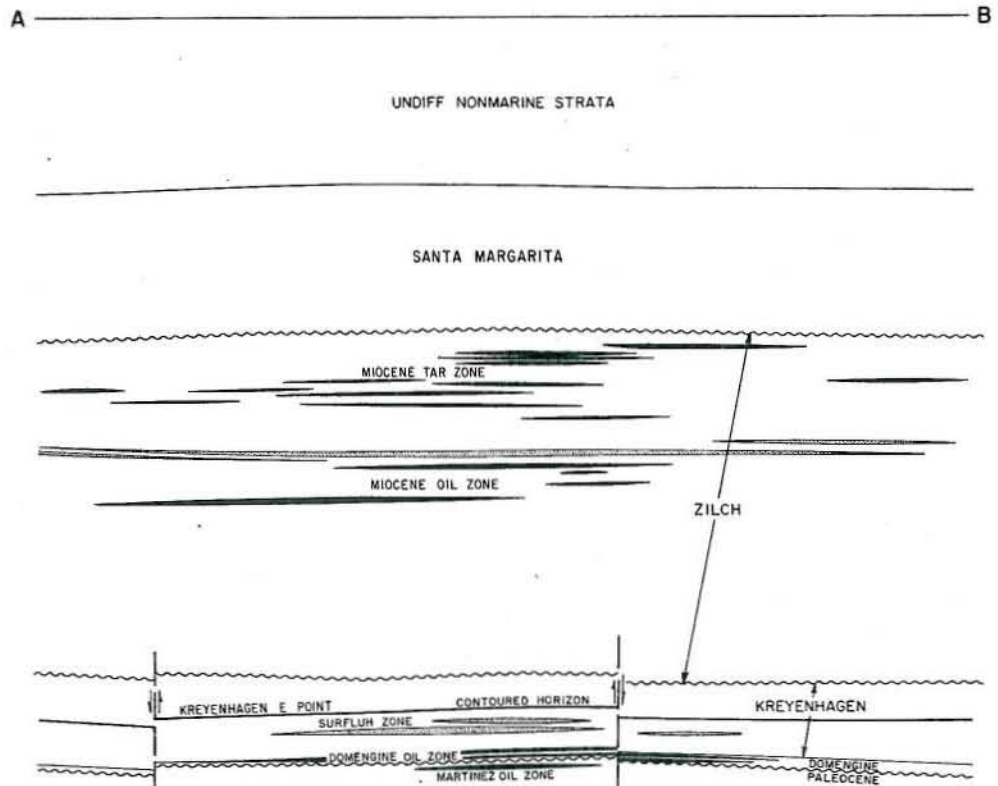 A B
UNDIFF NONMARINE STRATA
SANTA MARGARITA
MIOCENE TAR ZONE
MIOCENE OIL ZONE
ZILCH
KREYENHAGEN E POINT CONTOURED HORIZON
KREYENHAGEN
SURFLUH ZONE
DOMENGINE OIL ZONE
DOMENGINE
MARTINEZ OIL ZONE
PALEOCENE